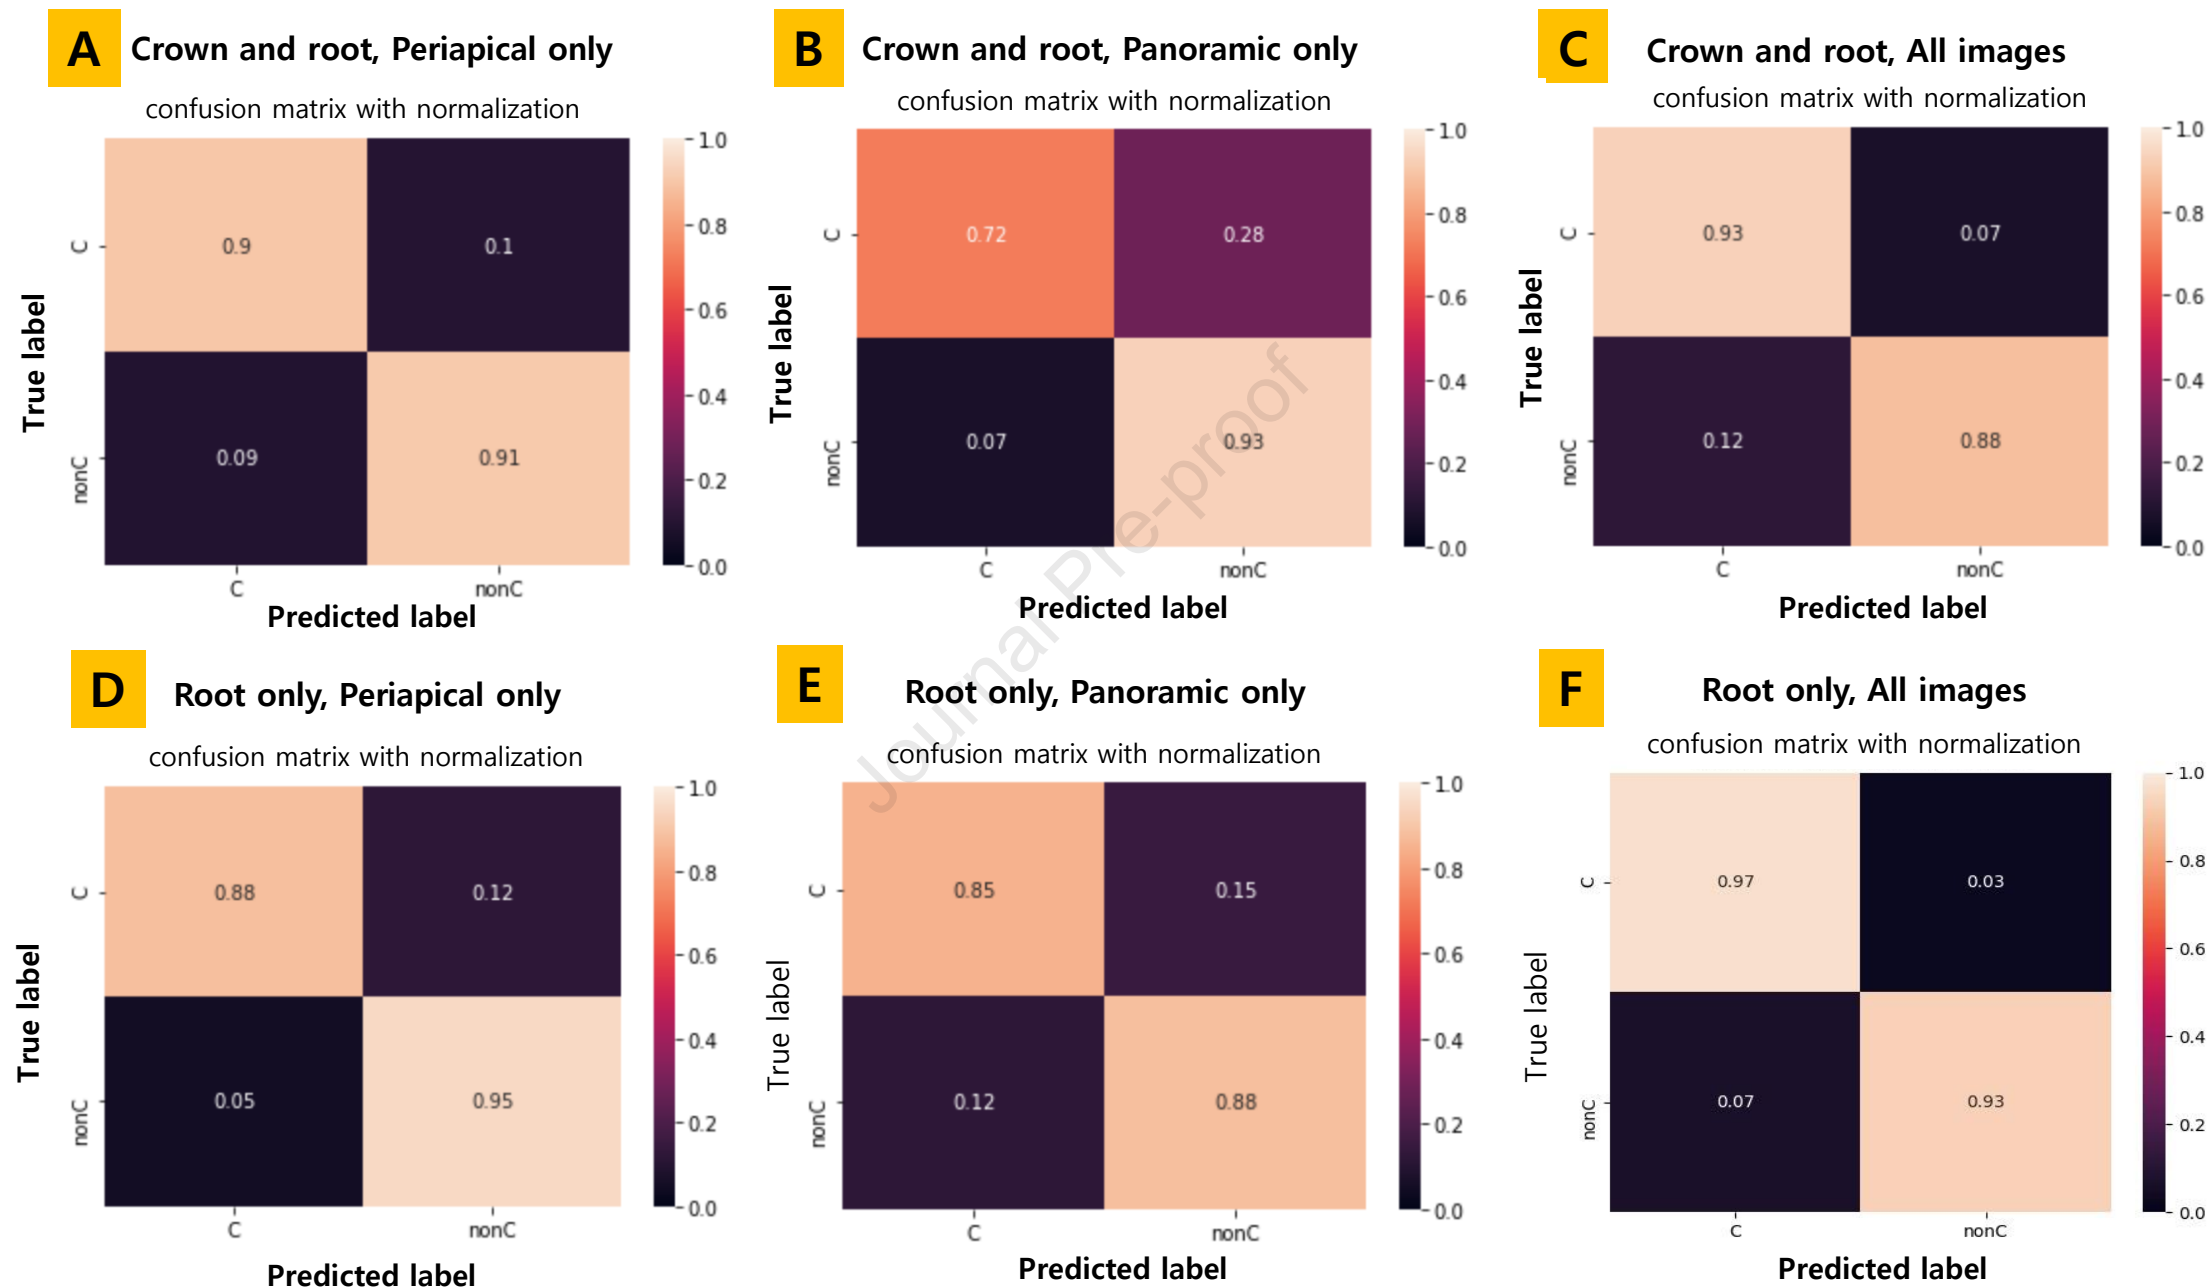 A
Crown and root, Periapical only
confusion matrix with normalization
1.0
0.8
0.6
0.4
0.2
0.0
C
0.9
0.1
nonC
0.09
0.91
True label
C
nonC
Predicted label
B
Crown and root, Panoramic only
confusion matrix with normalization
1.0
0.8
0.6
0.4
0.2
0.0
C
0.72
0.28
nonC
0.07
0.93
True label
C
nonC
Predicted label
C
Crown and root, All images
confusion matrix with normalization
1.0
0.8
0.6
0.4
0.2
0.0
C
0.93
0.07
nonC
0.12
0.88
True label
C
nonC
Predicted label
D
Root only, Periapical only
confusion matrix with normalization
1.0
0.8
0.6
0.4
0.2
0.0
C
0.88
0.12
nonC
0.05
0.95
True label
C
nonC
Predicted label
E
Root only, Panoramic only
confusion matrix with normalization
1.0
0.8
0.6
0.4
0.2
0.0
C
0.85
0.15
nonC
0.12
0.88
True label
C
nonC
Predicted label
F
Root only, All images
confusion matrix with normalization
1.0
0.8
0.6
0.4
0.2
0.0
C
0.97
0.03
nonC
0.07
0.93
True label
C
nonC
Predicted label
Journal Pre-proof